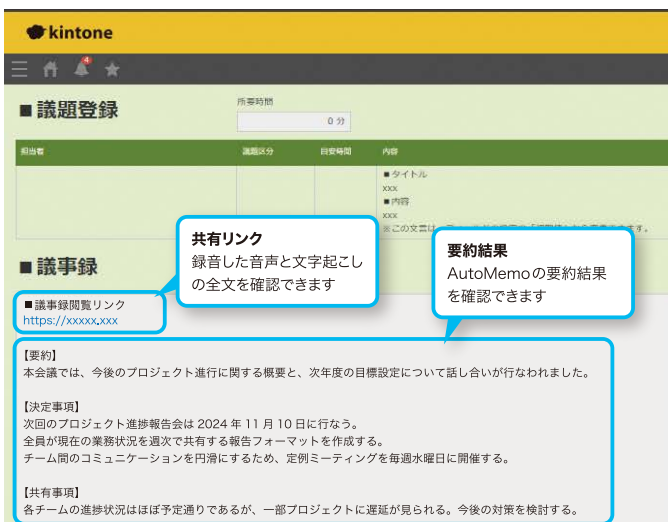 kintone
4
■議題登録
所要時間
0 分
担当者
議題区分
目安時間
内容
■タイトル
xxx
■内容
xxx
共有リンク
録音した音声と文字起こし
の全文を確認できます
要約結果
AutoMemoの要約結果
を確認できます
■議事録
■議事録閲覧リンク
https://xxxxx.xxx
【要約】
本会議では、今後のプロジェクト進行に関する概要と、次年度の目標設定について話し合いが行なわれました。
【決定事項】
次回のプロジェクト進捗報告会は 2024 年 11 月 10 日に行なう。
全員が現在の業務状況を週次で共有する報告フォーマットを作成する。
チーム間のコミュニケーションを円滑にするため、定例ミーティングを毎週水曜日に開催する。
【共有事項】
各チームの進捗状況はほぼ予定通りであるが、一部プロジェクトに遅延が見られる。今後の対策を検討する。